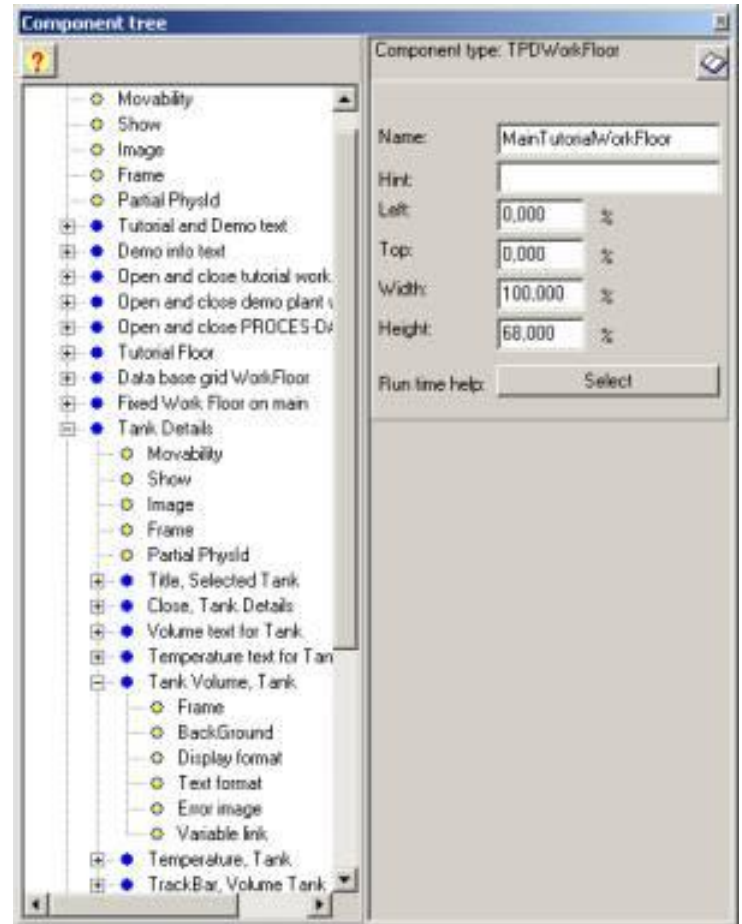 Component tree
?
Movability
Show
Image
Frame
Partial PhysId
Tutorial and Demo text
Demo info text
Open and close tutorial work
Open and close demo plant
Open and close PROCES-DA
Tutorial Floor
Data base grid WorkFloor
Fixed Work Floor on main
Tank Details
Movability
Show
Image
Frame
Partial PhysId
Title, Selected Tank
Close, Tank Details
Volume text for Tank
Temperature text for Tan
Tank Volume, Tank
Frame
BackGround
Display format
Text format
Error image
Variable link
Temperature, Tank
TrackBar, Volume Tank
Component type: TPDWorkFloor
Name: MainTutorialWorkFloor
Hint:
Left: 0,000 %
Top: 0,000 %
Width: 100,000 %
Height: 68,000 %
Run time help: Select